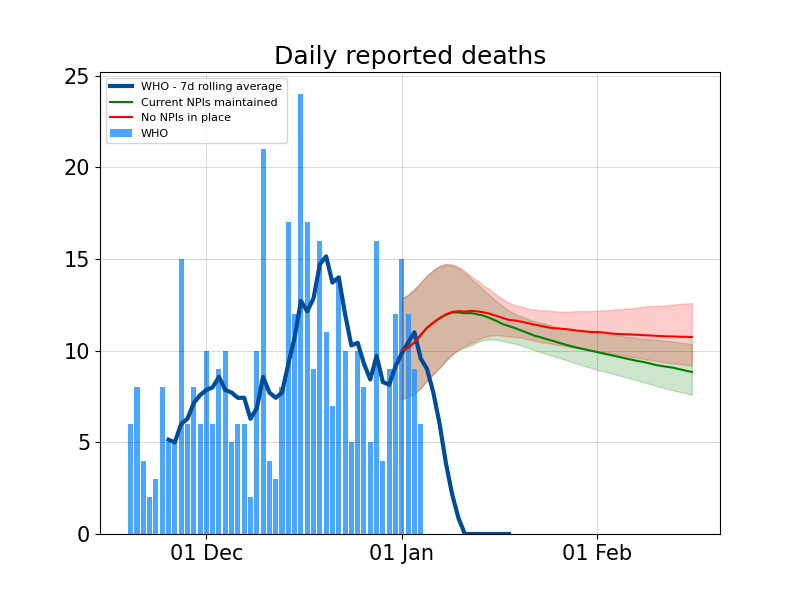 Daily reported deaths
WHO - 7d rolling average
Current NPIs maintained
No NPIs in place
WHO
25
20
15
10
5
0
01 Dec
01 Jan
01 Feb